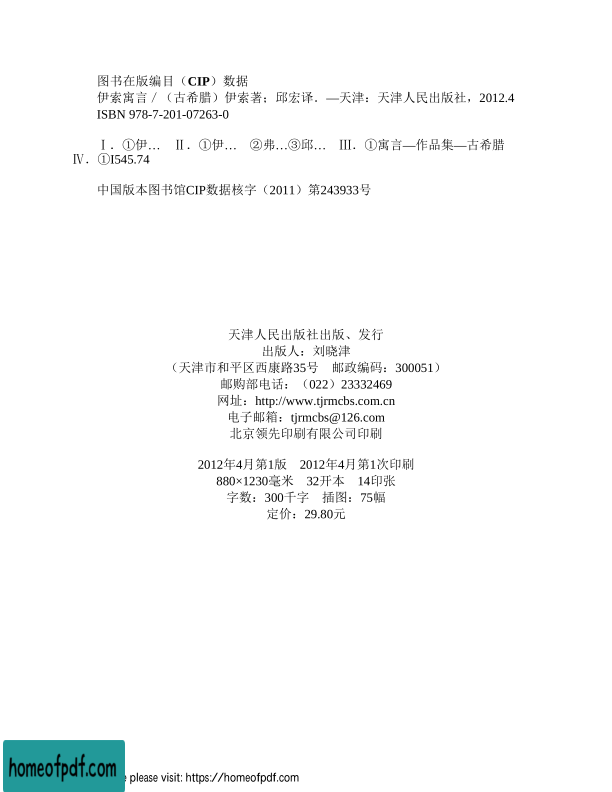 图书在版编目（CIP）数据
伊索寓言／（古希腊）伊索著；邱宏译．—天津：天津人民出版社，2012.4
ISBN 978-7-201-07263-0
Ⅰ．①伊… Ⅱ．①伊… ②弗…③邱… Ⅲ．①寓言—作品集—古希腊
Ⅳ．①I545.74
中国版本图书馆CIP数据核字（2011）第243933号
天津人民出版社出版、发行
出版人：刘晓津
（天津市和平区西康路35号 邮政编码：300051）
邮购部电话：（022）23332469
网址：http://www.tjrmcbs.com.cn
电子邮箱：tjrmcbs@126.com
北京领先印刷有限公司印刷
2012年4月第1版 2012年4月第1次印刷
880×1230毫米 32开本 14印张
字数：300千字 插图：75幅
定价：29.80元
homeofpdf.com
please visit: https://homeofpdf.com